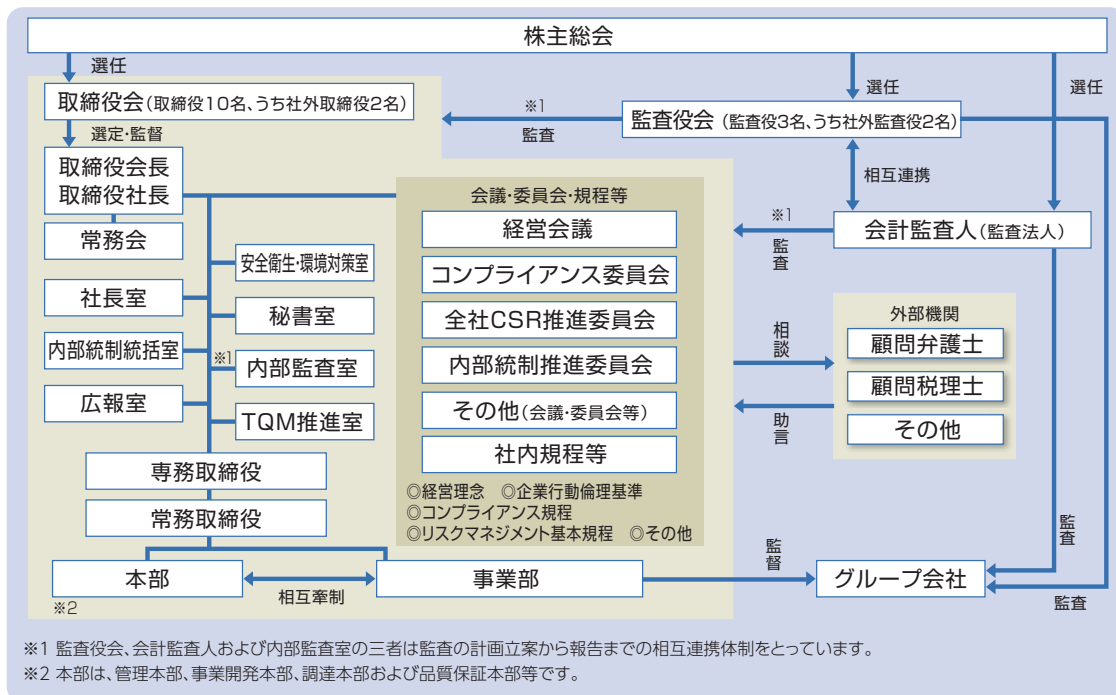 株主総会
選任
選任
選任
取締役会(取締役10名、うち社外取締役2名)
※1
監査
監査役会 (監査役3名、うち社外監査役2名)
選定・監督
取締役会長
取締役社長
常務会
相互連携
会議・委員会・規程等
経営会議
コンプライアンス委員会
全社CSR推進委員会
内部統制推進委員会
その他(会議・委員会等)
社内規程等
◎経営理念 ◎企業行動倫理基準
◎コンプライアンス規程
◎リスクマネジメント基本規程 ◎その他
※1
監査
会計監査人(監査法人)
安全衛生・環境対策室
社長室
秘書室
内部統制統括室
※1
内部監査室
広報室
TQM推進室
相談
助言
外部機関
顧問弁護士
顧問税理士
その他
専務取締役
常務取締役
本部
※2
相互牽制
事業部
監督
グループ会社
監査
監査
※1 監査役会、会計監査人および内部監査室の三者は監査の計画立案から報告までの相互連携体制をとっています。
※2 本部は、管理本部、事業開発本部、調達本部および品質保証本部等です。